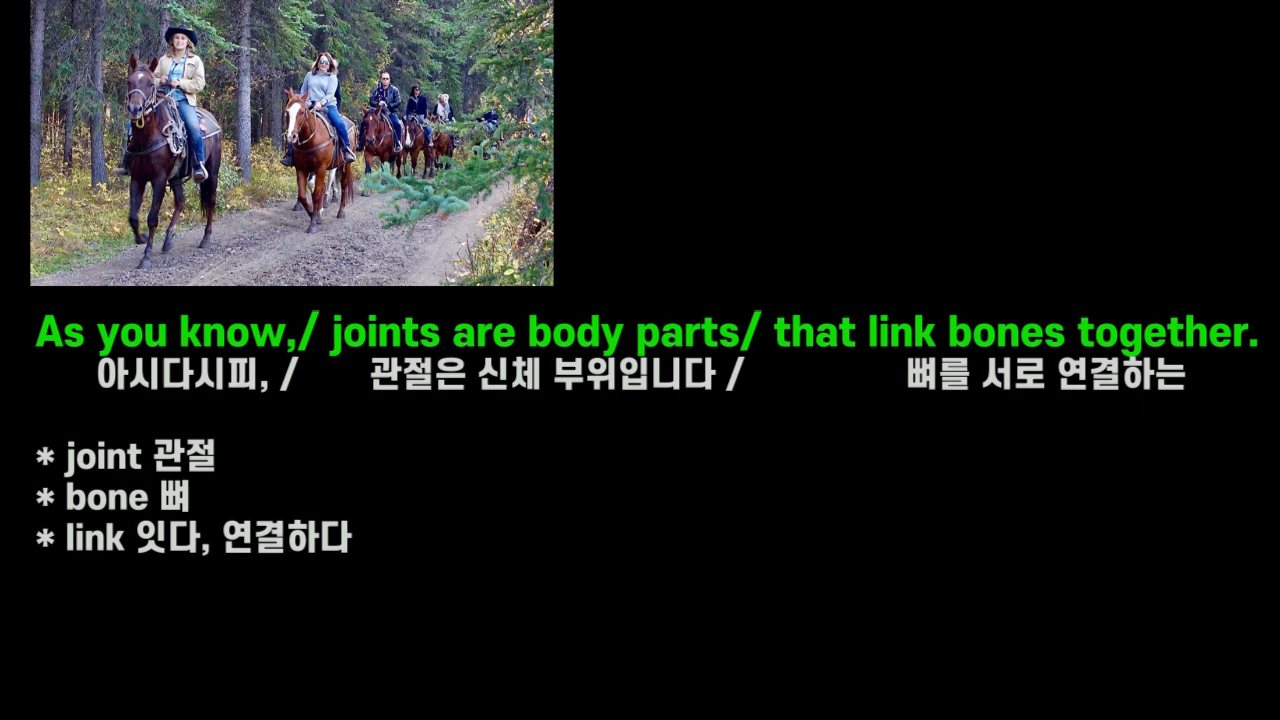 As you know,/ joints are body parts/ that link bones together.
아시다시피, / 관절은 신체 부위입니다 / 뼈를 서로 연결하는
* joint 관절
* bone 뼈
* link 잇다, 연결하다